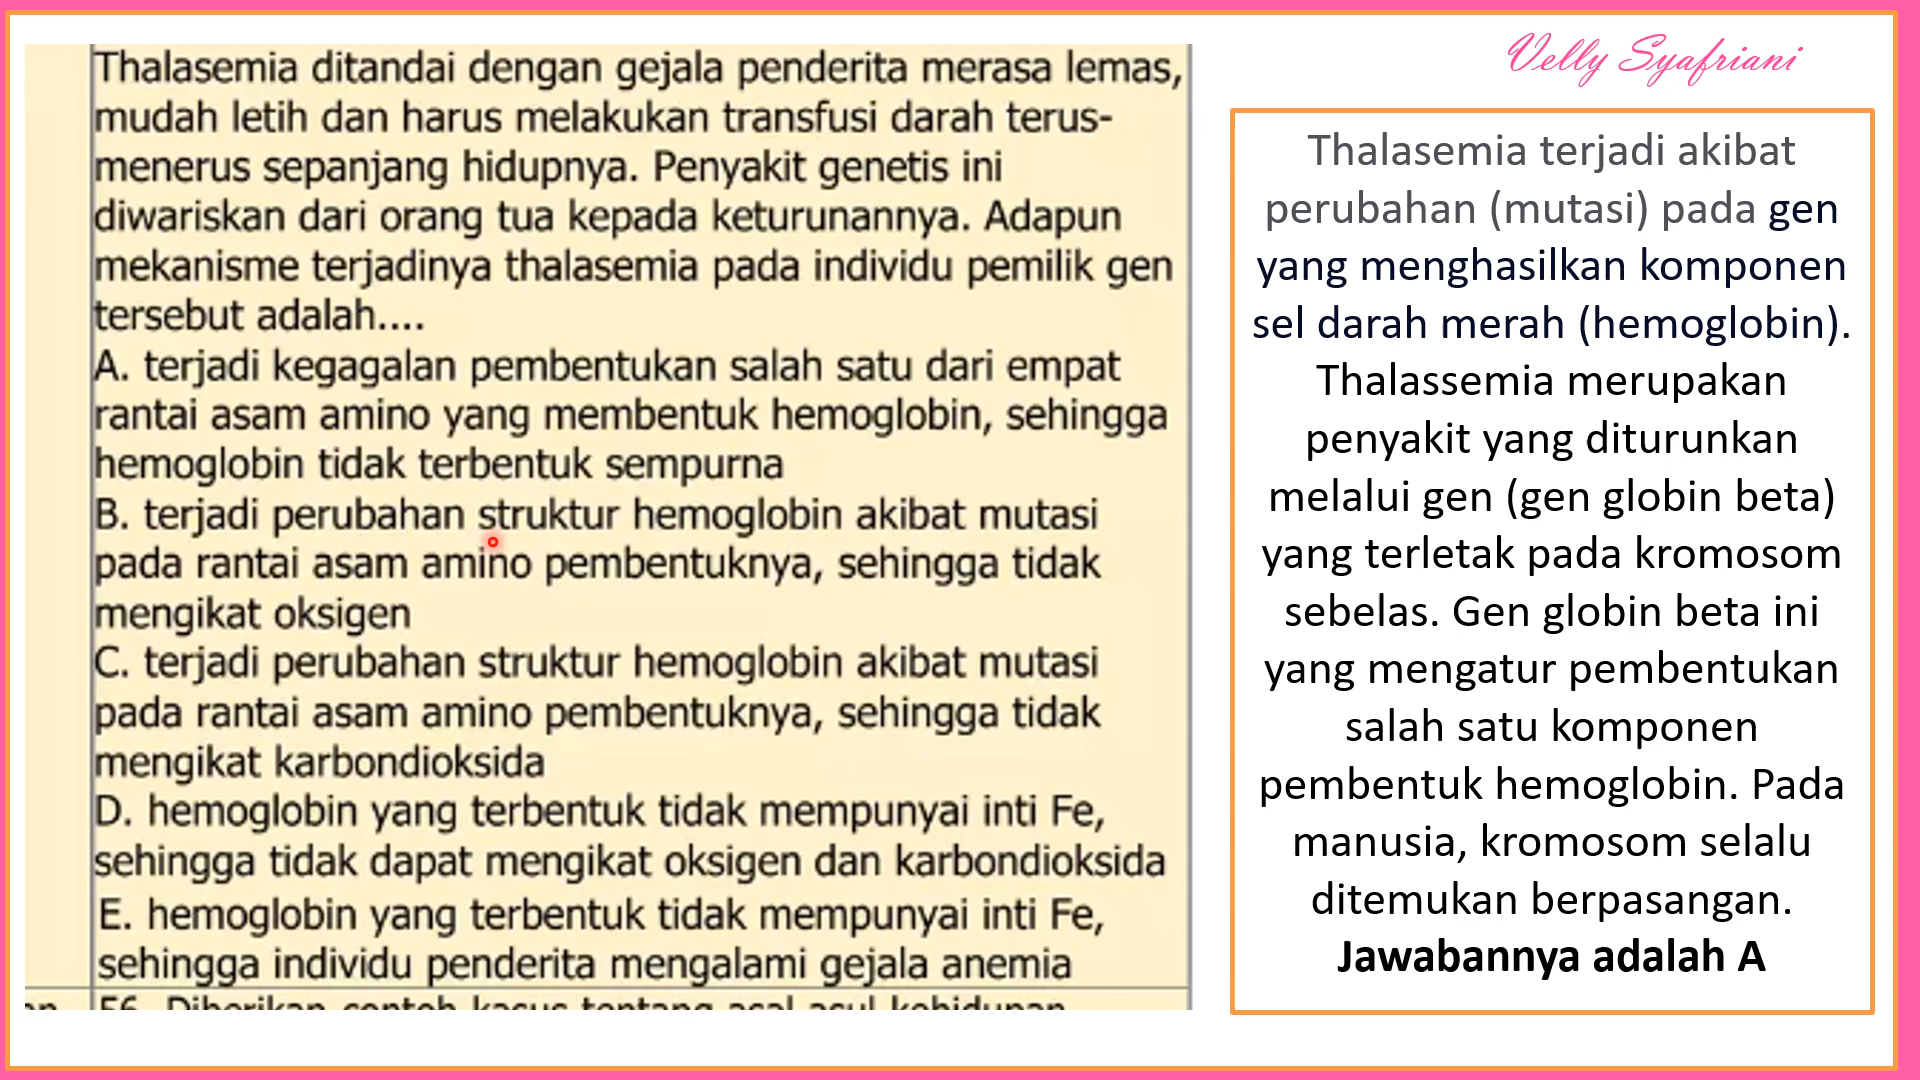 Thalasemia ditandai dengan gejala penderita merasa lemas,
mudah letih dan harus melakukan transfusi darah terus-
menerus sepanjang hidupnya. Penyakit genetis ini
diwariskan dari orang tua kepada keturunannya. Adapun
mekanisme terjadinya thalasemia pada individu pemilik gen
tersebut adalah....
A. terjadi kegagalan pembentukan salah satu dari empat
rantai asam amino yang membentuk hemoglobin, sehingga
hemoglobin tidak terbentuk sempurna
B. terjadi perubahan struktur hemoglobin akibat mutasi
pada rantai asam amino pembentuknya, sehingga tidak
mengikat oksigen
C. terjadi perubahan struktur hemoglobin akibat mutasi
pada rantai asam amino pembentuknya, sehingga tidak
mengikat karbondioksida
D. hemoglobin yang terbentuk tidak mempunyai inti Fe,
sehingga tidak dapat mengikat oksigen dan karbondioksida
E. hemoglobin yang terbentuk tidak mempunyai inti Fe,
sehingga individu penderita mengalami gejala anemia
56. Diberikan contoh kasus tentang asal asul kehidupan
Velly Syafriani
Thalasemia terjadi akibat
perubahan (mutasi) pada gen
yang menghasilkan komponen
sel darah merah (hemoglobin).
Thalassemia merupakan
penyakit yang diturunkan
melalui gen (gen globin beta)
yang terletak pada kromosom
sebelas. Gen globin beta ini
yang mengatur pembentukan
salah satu komponen
pembentuk hemoglobin. Pada
manusia, kromosom selalu
ditemukan berpasangan.
Jawabannya adalah A